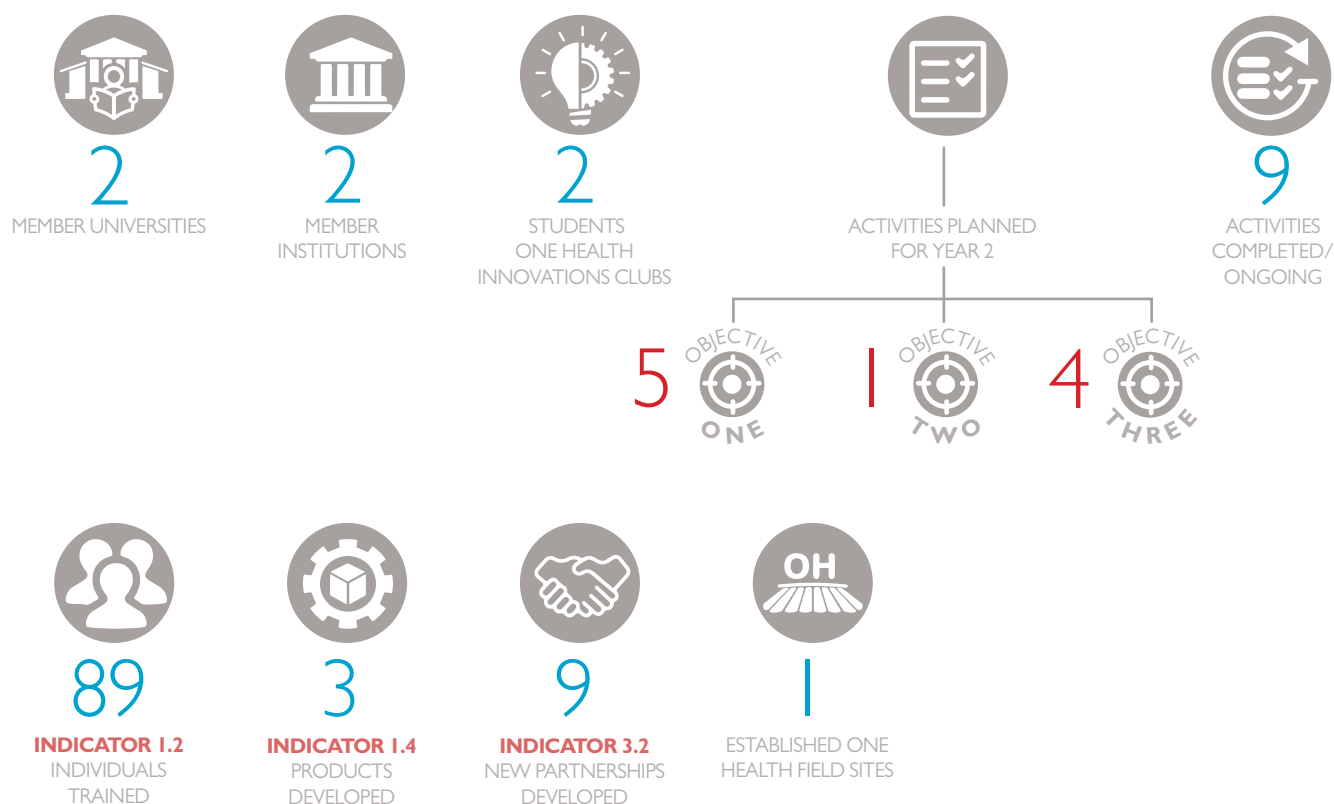 2
MEMBER UNIVERSITIES
2
MEMBER
INSTITUTIONS
2
STUDENTS
ONE HEALTH
INNOVATIONS CLUBS
ACTIVITIES PLANNED
FOR YEAR 2
5
OBJECTIVE
ONE
1
OBJECTIVE
TWO
4
OBJECTIVE
THREE
9
ACTIVITIES
COMPLETED/
ONGOING
89
INDICATOR 1.2
INDIVIDUALS
TRAINED
3
INDICATOR 1.4
PRODUCTS
DEVELOPED
9
INDICATOR 3.2
NEW PARTNERSHIPS
DEVELOPED
OH
1
ESTABLISHED ONE
HEALTH FIELD SITES